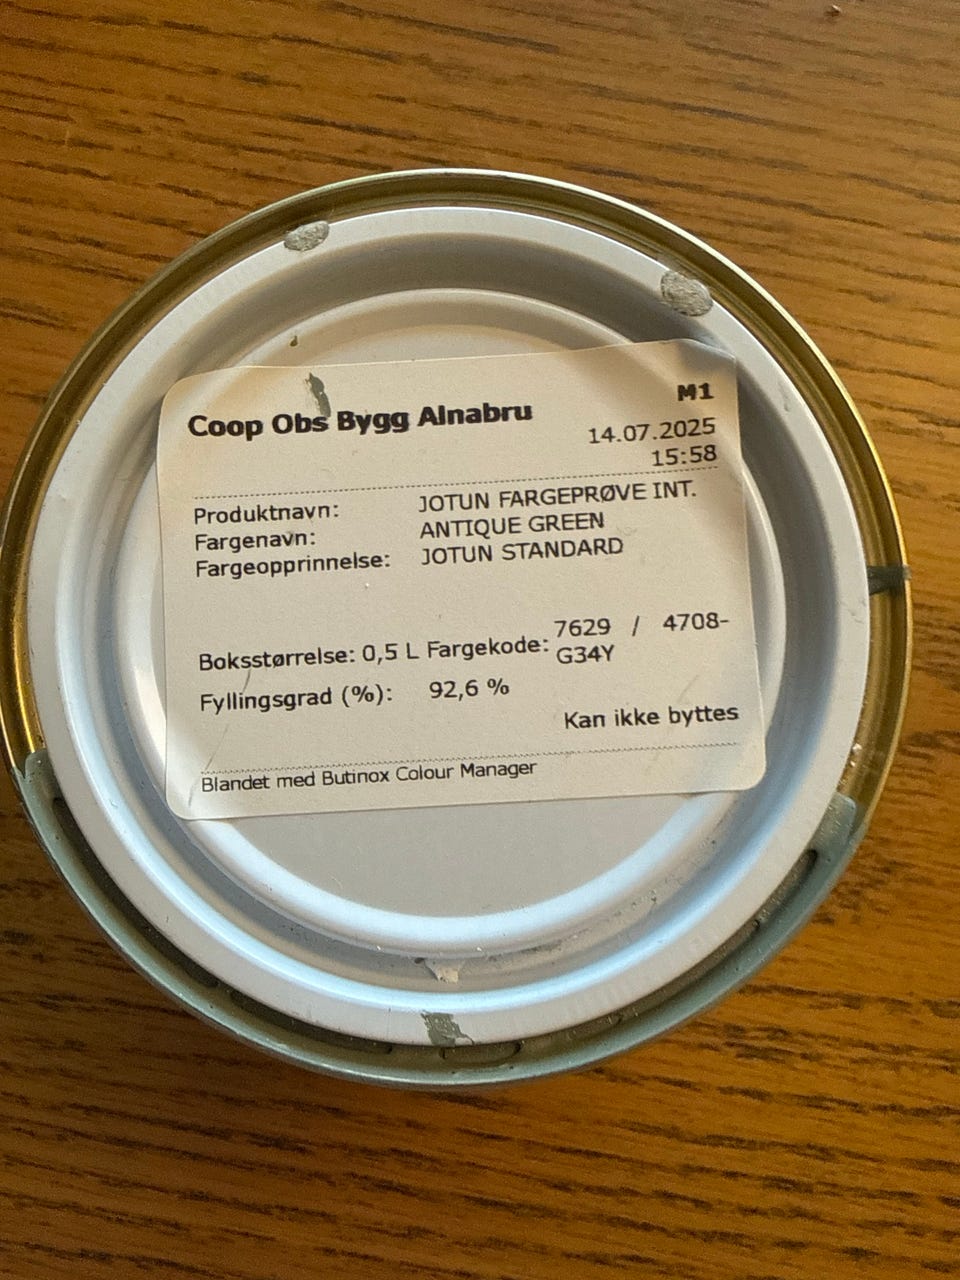 Coop Obs Bygg Alnabru
M1
14.07.2025
15:58
Produktnavn: JOTUN FARGEPRØVE INT.
Fargenavn: ANTIQUE GREEN
Fargeopprinnelse: JOTUN STANDARD
Boksstørrelse: 0,5 L Fargekode: 7629 / 4708-
G34Y
Fyllingsgrad (%): 92,6 %
Kan ikke byttes
Blandet med Butinox Colour Manager